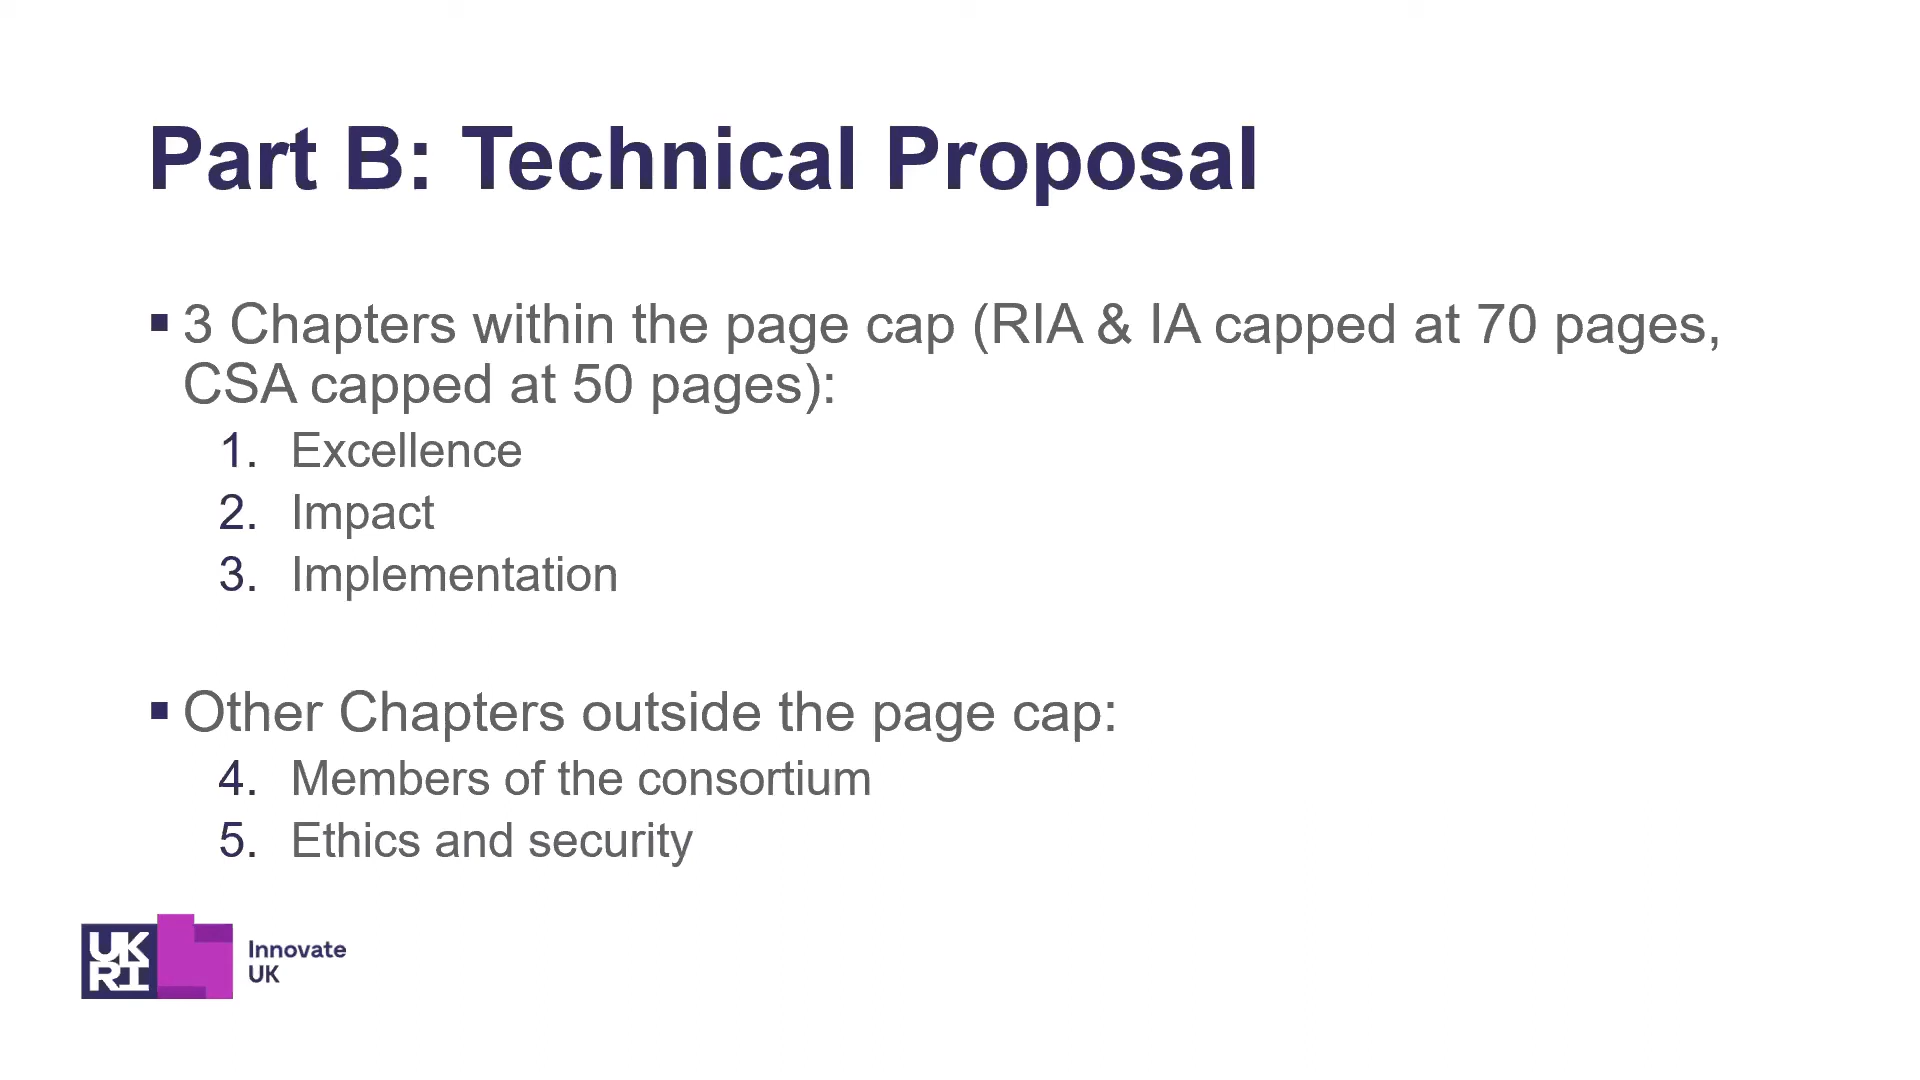 Part B: Technical Proposal
▪ 3 Chapters within the page cap (RIA & IA capped at 70 pages,
CSA capped at 50 pages):
1. Excellence
2. Impact
3. Implementation
▪ Other Chapters outside the page cap:
4. Members of the consortium
5. Ethics and security
UK
RI
Innovate
UK